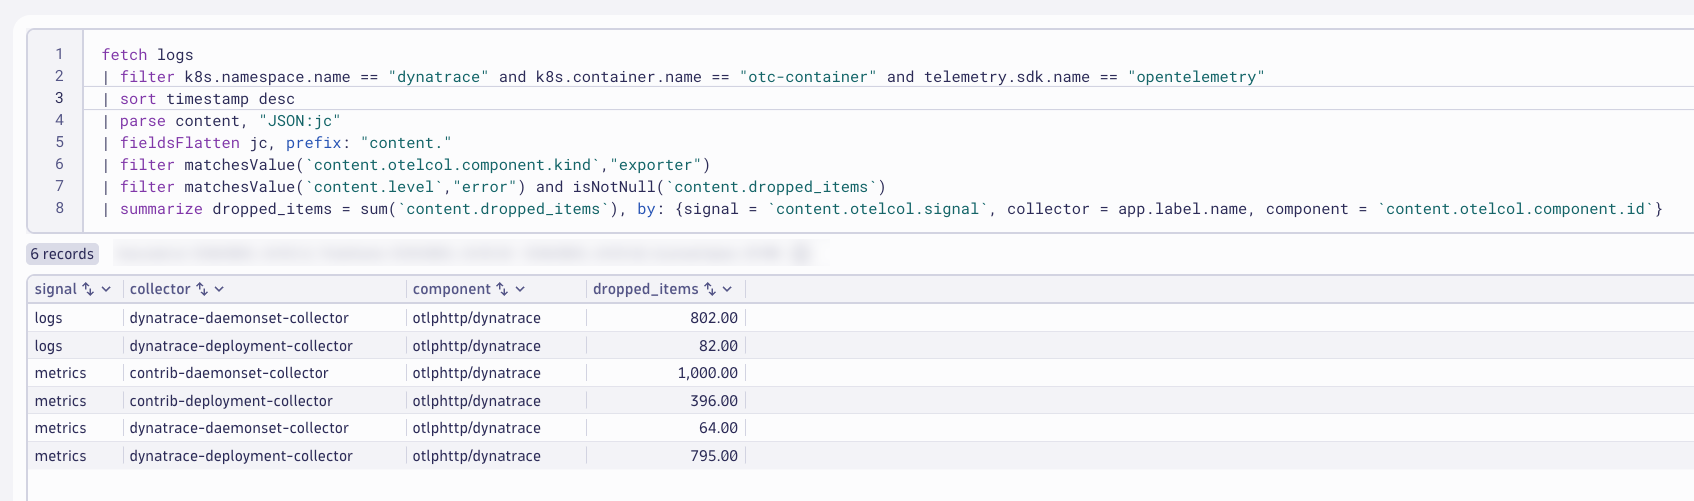 1 fetch logs
2 | filter k8s.namespace.name == "dynatrace" and k8s.container.name == "otc-container" and telemetry.sdk.name == "opentelemetry"
3 | sort timestamp desc
4 | parse content, "JSON:jc"
5 | fieldsFlatten jc, prefix: "content."
6 | filter matchesValue(`content.otelcol.component.kind`,"exporter")
7 | filter matchesValue(`content.level`,"error") and isNotNull(`content.dropped_items`)
8 | summarize dropped_items = sum(`content.dropped_items`), by: {signal = `content.otelcol.signal`, collector = app.label.name, component = `content.otelcol.component.id`}
6 records
signal collector component dropped_items
logs dynatrace-daemonset-collector otlphttp/dynatrace 802.00
logs dynatrace-deployment-collector otlphttp/dynatrace 82.00
metrics contrib-daemonset-collector otlphttp/dynatrace 1,000.00
metrics contrib-deployment-collector otlphttp/dynatrace 396.00
metrics dynatrace-daemonset-collector otlphttp/dynatrace 64.00
metrics dynatrace-deployment-collector otlphttp/dynatrace 795.00